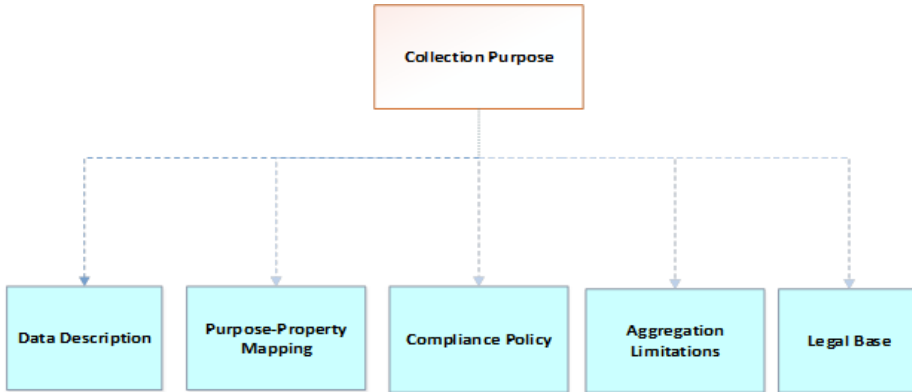 Collection Purpose
Data Description
Purpose-Property
Mapping
Compliance Policy
Aggregation
Limitations
Legal Base